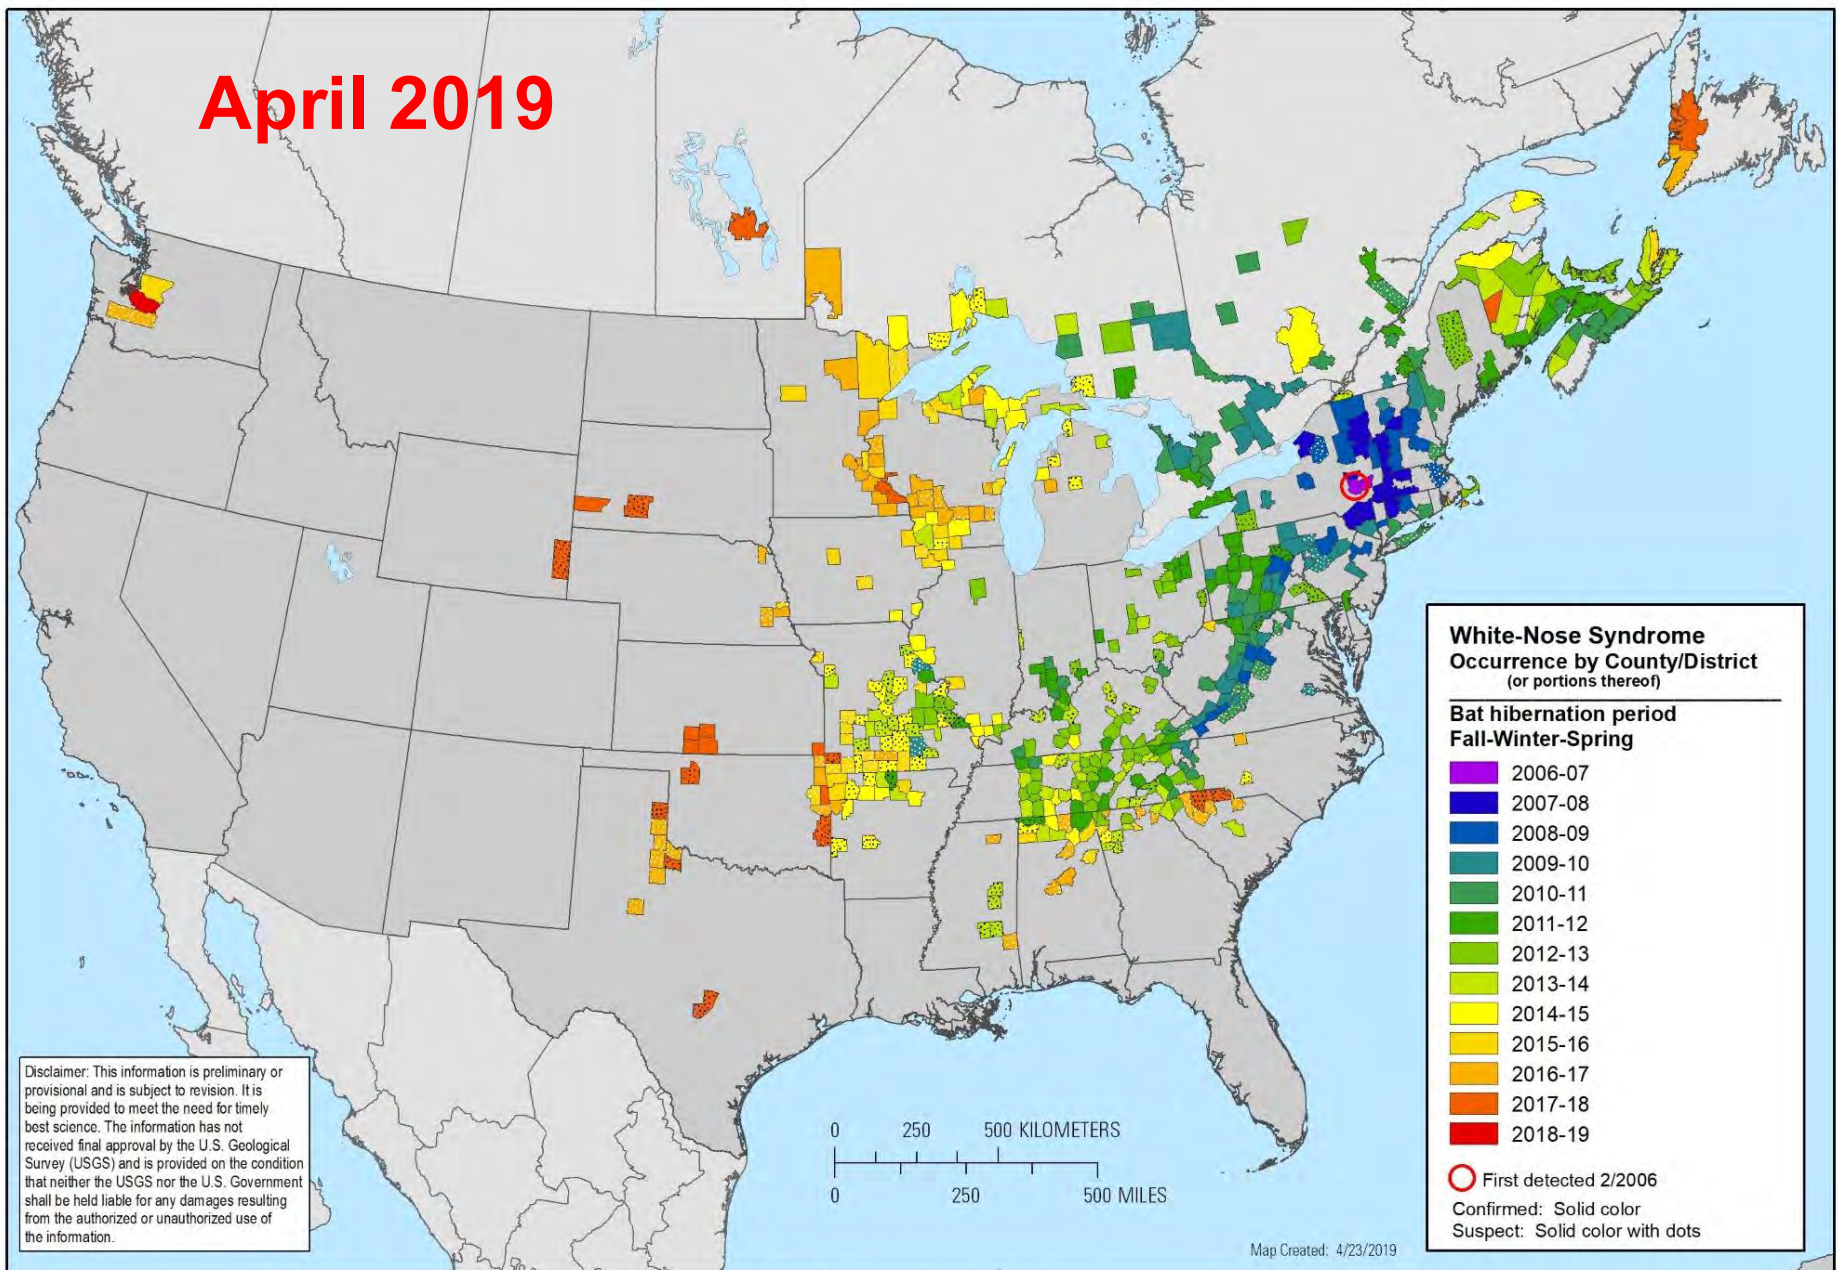 April 2019
White-Nose Syndrome
Occurrence by County/District
(or portions thereof)
Bat hibernation period
Fall-Winter-Spring
2006-07
2007-08
2008-09
2009-10
2010-11
2011-12
2012-13
2013-14
2014-15
2015-16
2016-17
2017-18
2018-19
First detected 2/2006
Confirmed: Solid color
Suspect: Solid color with dots
Disclaimer: This information is preliminary or
provisional and is subject to revision. It is
being provided to meet the need for timely
best science. The information has not
received final approval by the U.S. Geological
Survey (USGS) and is provided on the condition
that neither the USGS nor the U.S. Government
shall be held liable for any damages resulting
from the authorized or unauthorized use of
the information.
0 250 500 KILOMETERS
0 250 500 MILES
Map Created: 4/23/2019